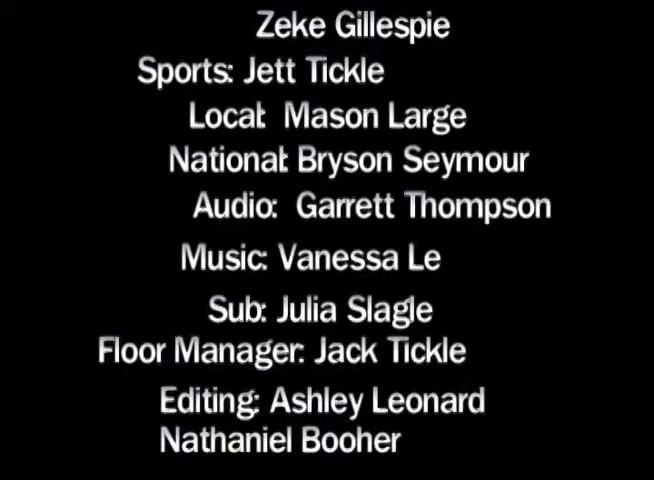 Zeke Gillespie
Sports: Jett Tickle
Local: Mason Large
National: Bryson Seymour
Audio: Garrett Thompson
Music: Vanessa Le
Sub: Julia Slagle
Floor Manager: Jack Tickle
Editing: Ashley Leonard
Nathaniel Booher